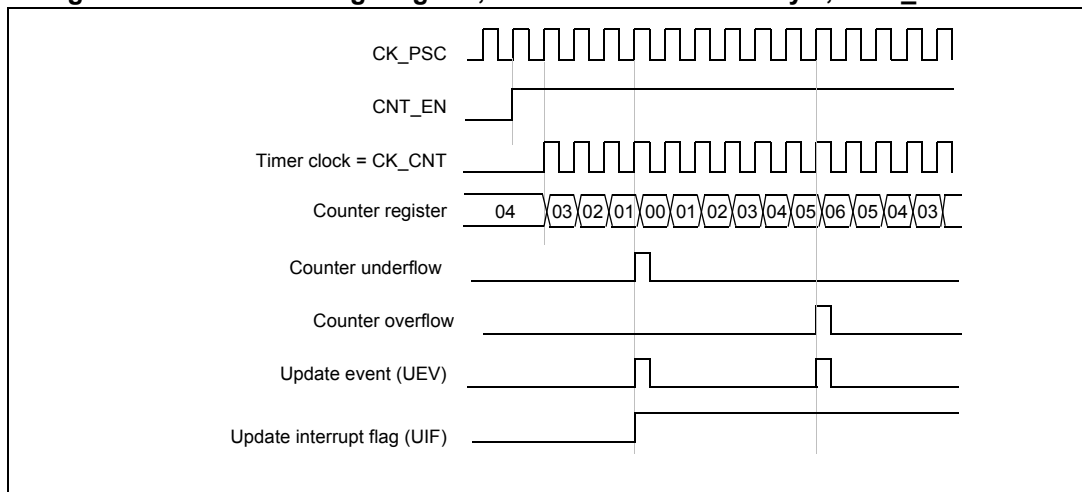 CK_PSC
CNT_EN
Timer clock = CK_CNT
Counter register 04 03 02 01 00 01 02 03 04 05 06 05 04 03
Counter underflow
Counter overflow
Update event (UEV)
Update interrupt flag (UIF)